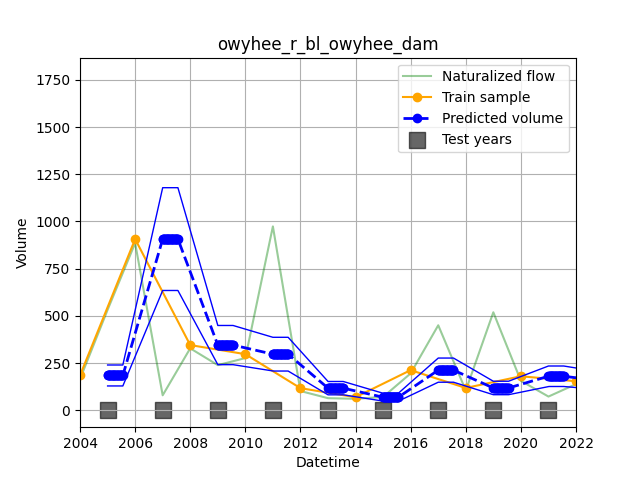 owyhee_r_bl_owyhee_dam
1750
1500
1250
1000
750
500
250
0
Volume
Naturalized flow
Train sample
Predicted volume
Test years
2004 2006 2008 2010 2012 2014 2016 2018 2020 2022
Datetime